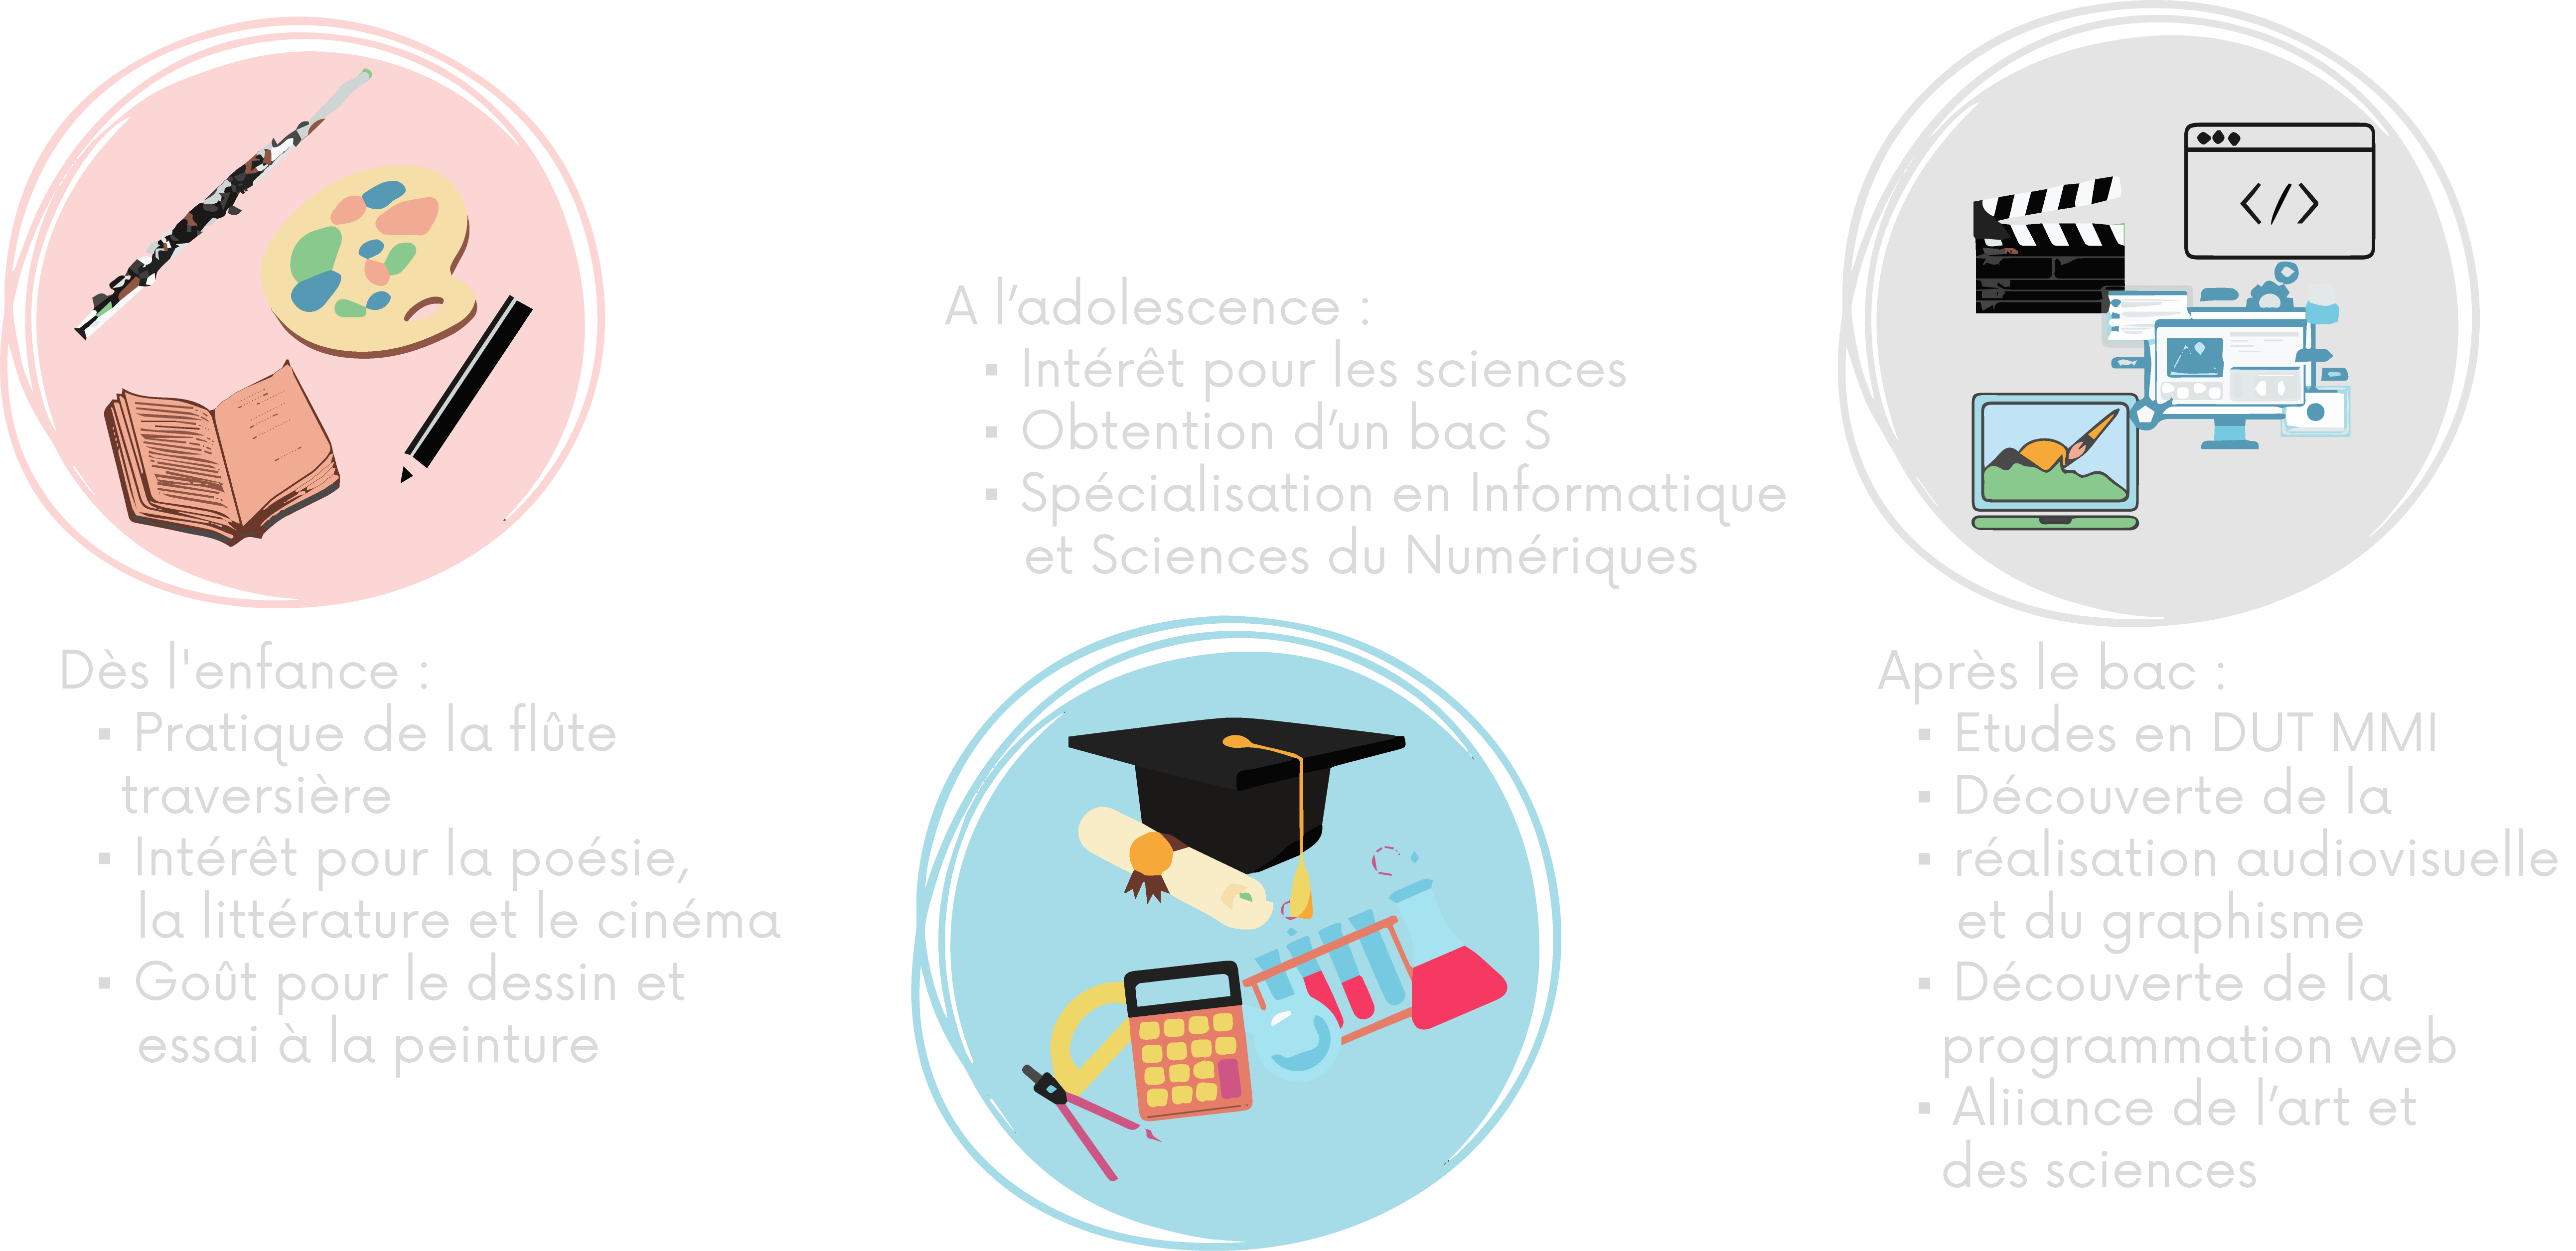 Dès l'enfance :
▪ Pratique de la flûte
traversière
▪ Intérêt pour la poésie,
la littérature et le cinéma
▪ Goût pour le dessin et
essai à la peinture
A l’adolescence :
▪ Intérêt pour les sciences
▪ Obtention d’un bac S
▪ Spécialisation en Informatique
et Sciences du Numériques
Après le bac :
▪ Etudes en DUT MMI
▪ Découverte de la
▪ réalisation audiovisuelle
et du graphisme
▪ Découverte de la
programmation web
▪ Aliiance de l’art et
des sciences